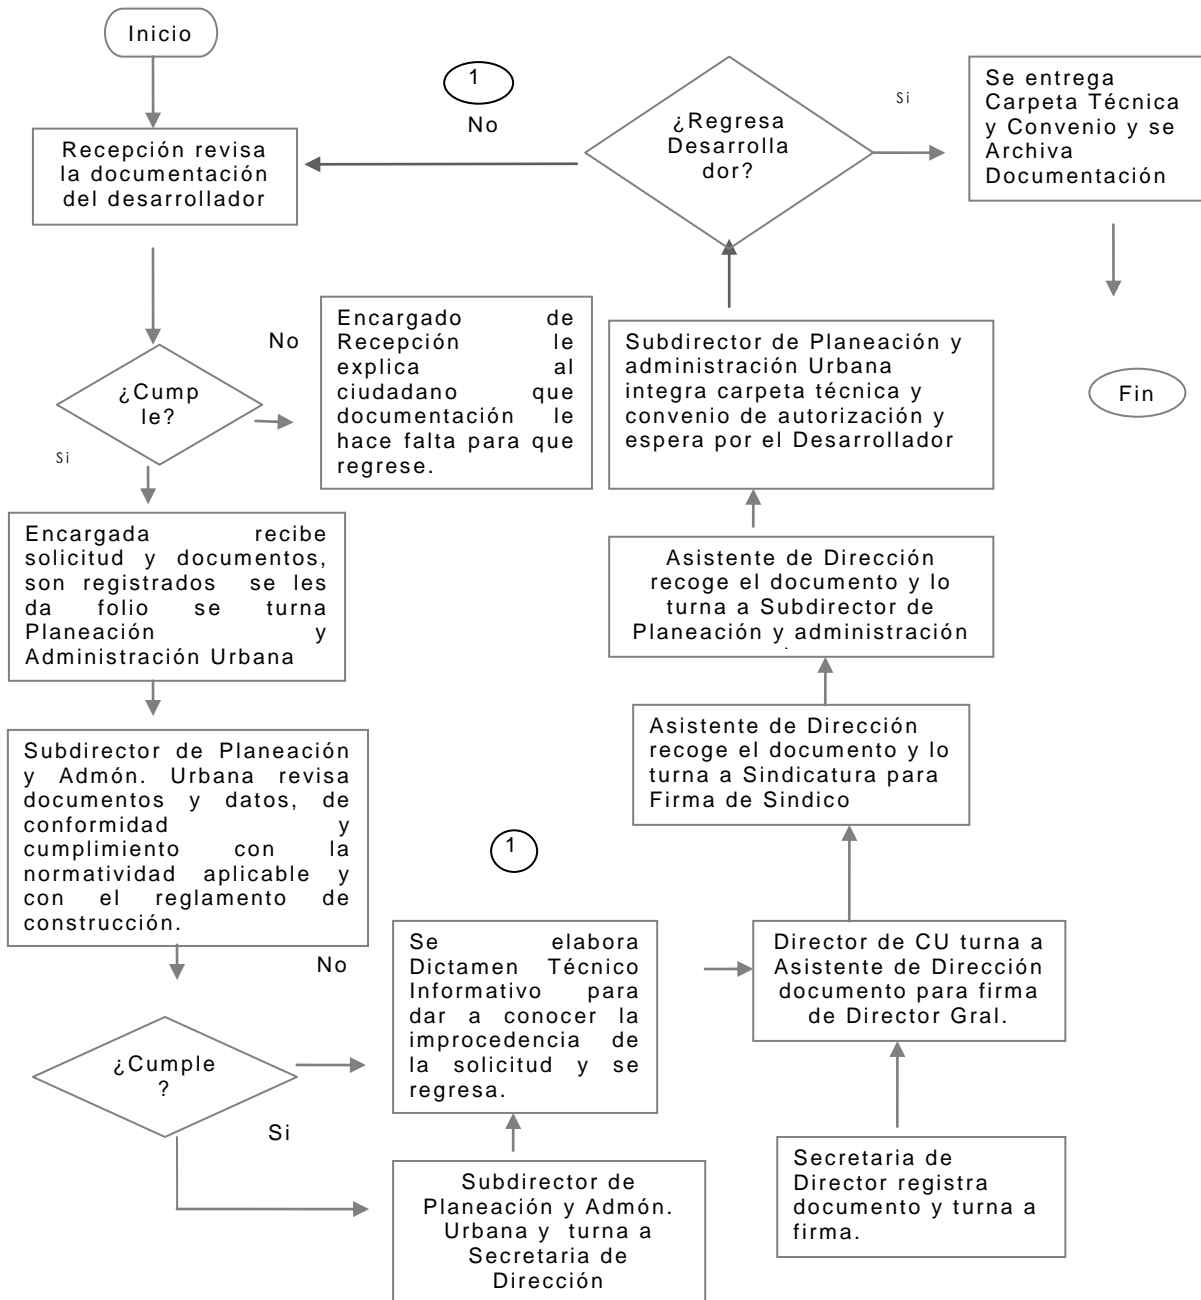 Inicio
Recepción revisa
la documentación
del desarrollador
1
No
¿Regresa
Desarrolla
dor?
Si
Se entrega
Carpeta Técnica
y Convenio y se
Archiva
Documentación
Fin
¿Cump
le?
No
Si
Encargado de
Recepción le
explica al
ciudadano que
documentación le
hace falta para que
regrese.
Subdirector de Planeación y
administración Urbana
integra carpeta técnica y
convenio de autorización y
espera por el Desarrollador
Encargada recibe
solicitud y documentos,
son registrados se les
da folio se turna
Planeación y
Administración Urbana
Asistente de Dirección
recoge el documento y lo
turna a Subdirector de
Planeación y administración
Asistente de Dirección
recoge el documento y lo
turna a Sindicatura para
Firma de Sindico
Subdirector de Planeación
y Admón. Urbana revisa
documentos y datos, de
conformidad y
cumplimiento con la
normatividad aplicable y
con el reglamento de
construcción.
1
No
Se elabora
Dictamen Técnico
Informativo para
dar a conocer la
improcedencia de
la solicitud y se
regresa.
Director de CU turna a
Asistente de Dirección
documento para firma
de Director Gral.
¿Cumple
?
Si
Subdirector de
Planeación y Admón.
Urbana y turna a
Secretaria de
Dirección
Secretaria de
Director registra
documento y turna a
firma.